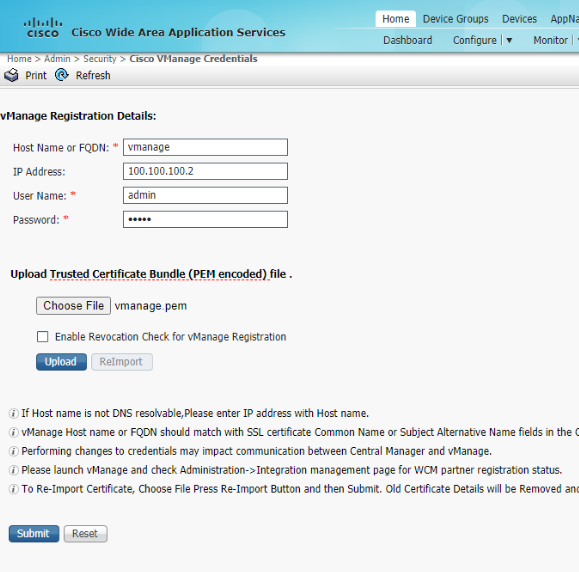 Home Device Groups Devices AppNa
CISCO Cisco Wide Area Application Services
Dashboard Configure | Monitor |
Home > Admin > Security > Cisco VManage Credentials
Print Refresh
vManage Registration Details:
Host Name or FQDN: * vmanage
IP Address: 100.100.100.2
User Name: * admin
Password: * •••••
Upload Trusted Certificate Bundle (PEM encoded) file .
Choose File vmanage.pem
Enable Revocation Check for vManage Registration
Upload ReImport
If Host name is not DNS resolvable,Please enter IP address with Host name.
vManage Host name or FQDN should match with SSL certificate Common Name or Subject Alternative Name fields in the C
Performing changes to credentials may impact communication between Central Manager and vManage.
Please launch vManage and check Administration->Integration management page for WCM partner registration status.
To Re-Import Certificate, Choose File Press Re-Import Button and then Submit. Old Certificate Details will be Removed and
Submit Reset